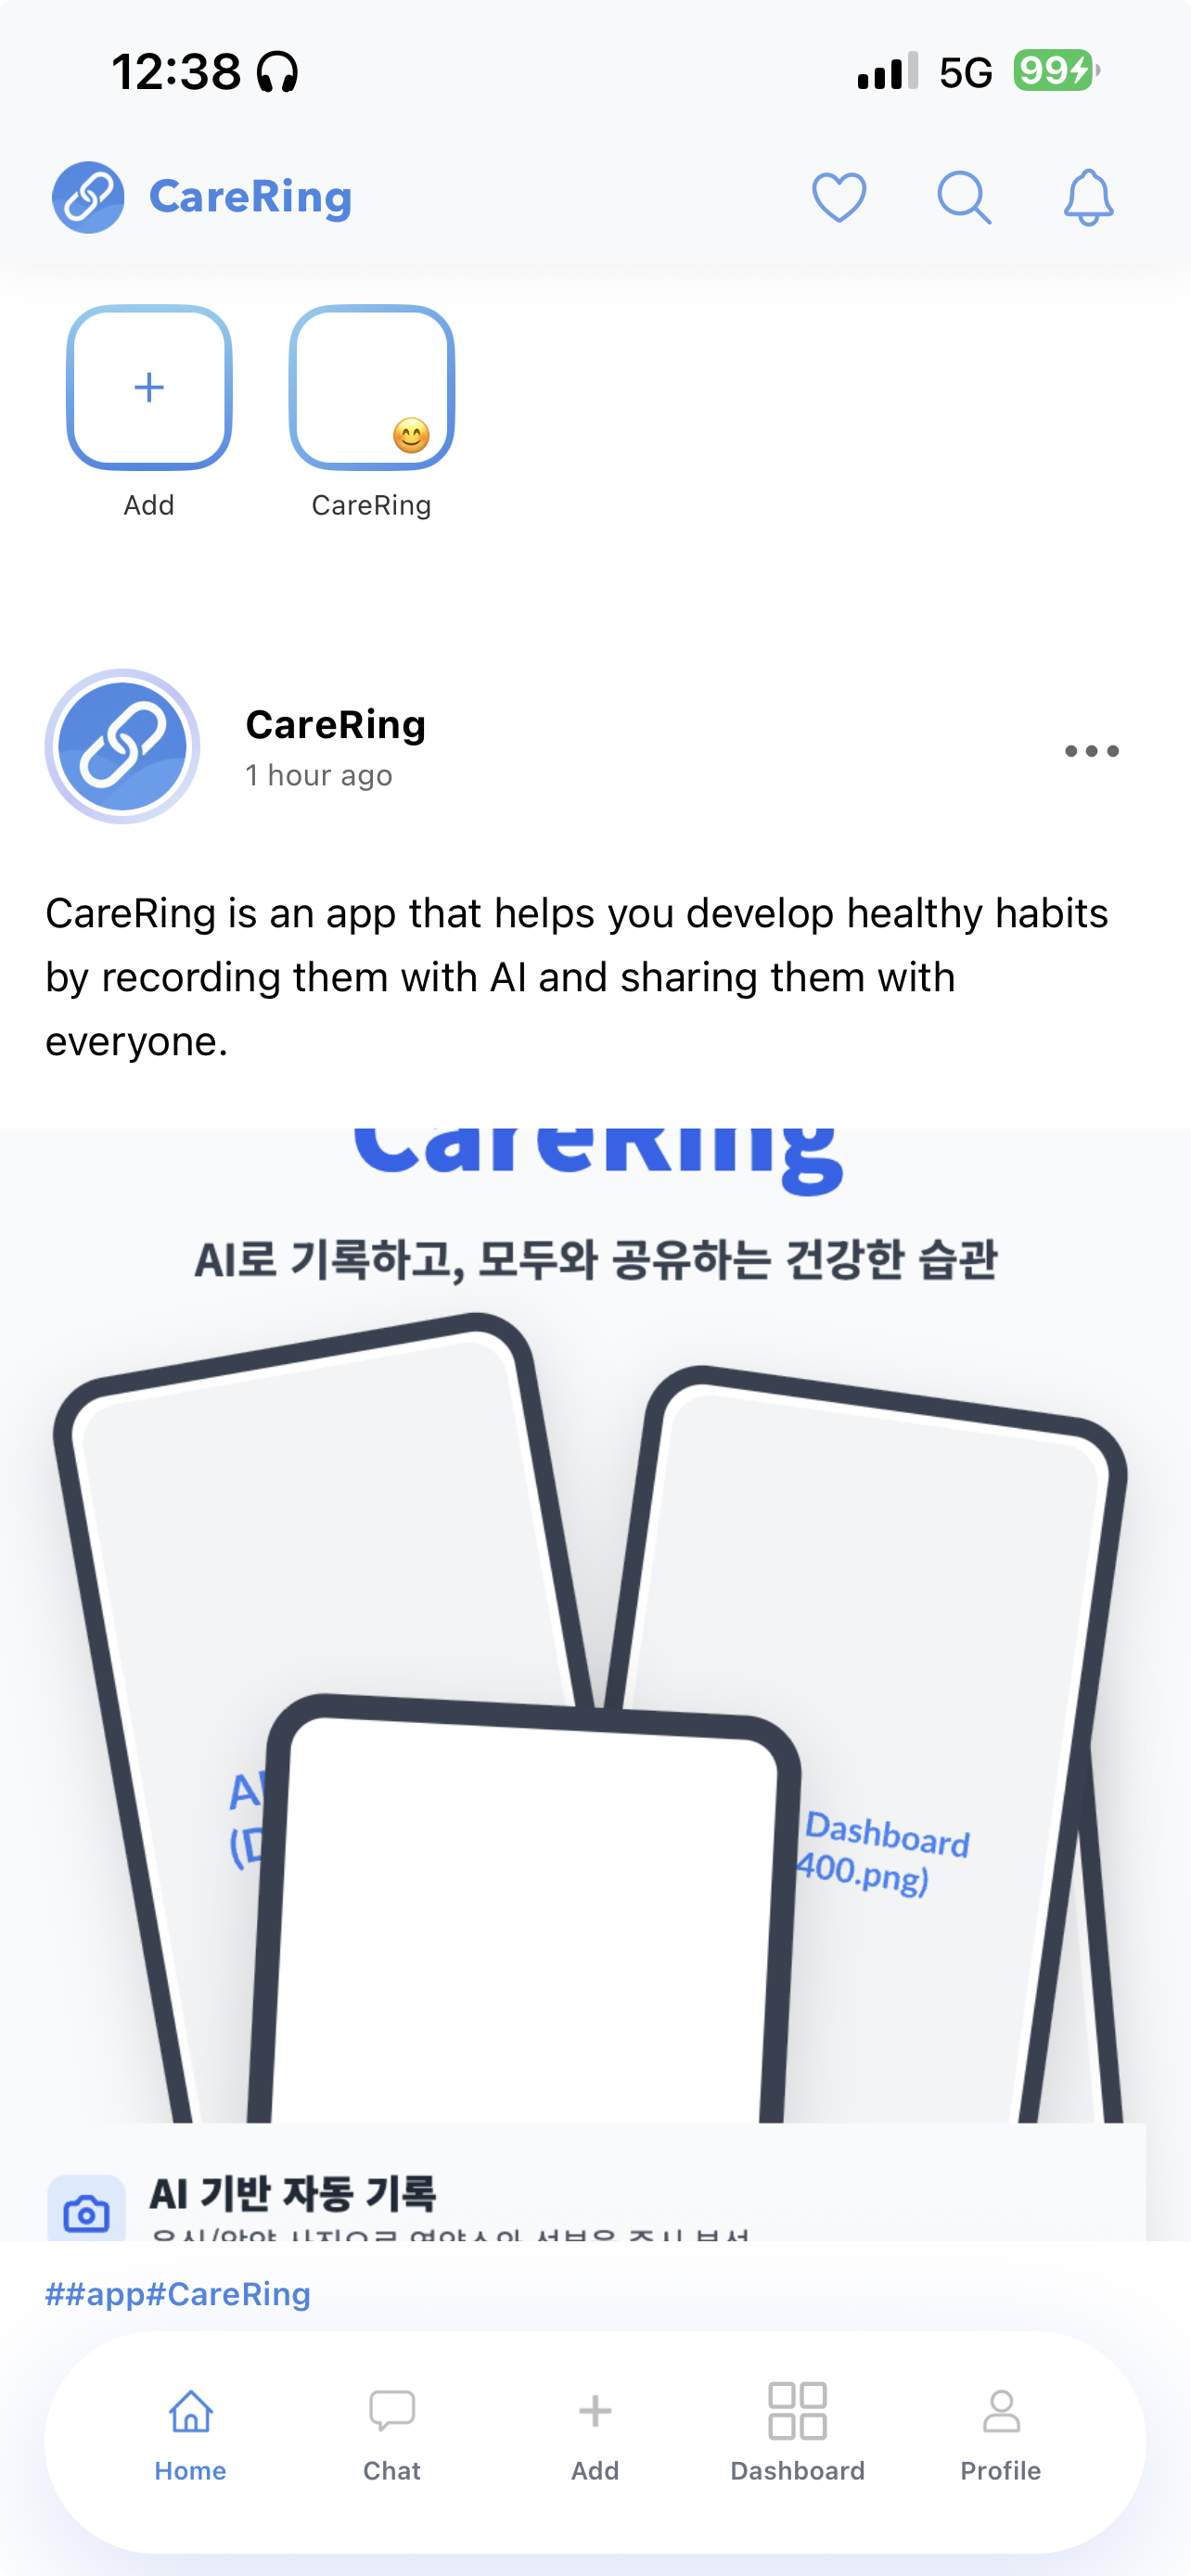 12:38
5G
99
CareRing
Add
CareRing
CareRing
1 hour ago
CareRing is an app that helps you develop healthy habits
by recording them with AI and sharing them with
everyone.
CareRing
AI로 기록하고, 모두와 공유하는 건강한 습관
AI
(D
Dashboard
400.png)
AI 기반 자동 기록
##app#CareRing
Home
Chat
Add
Dashboard
Profile